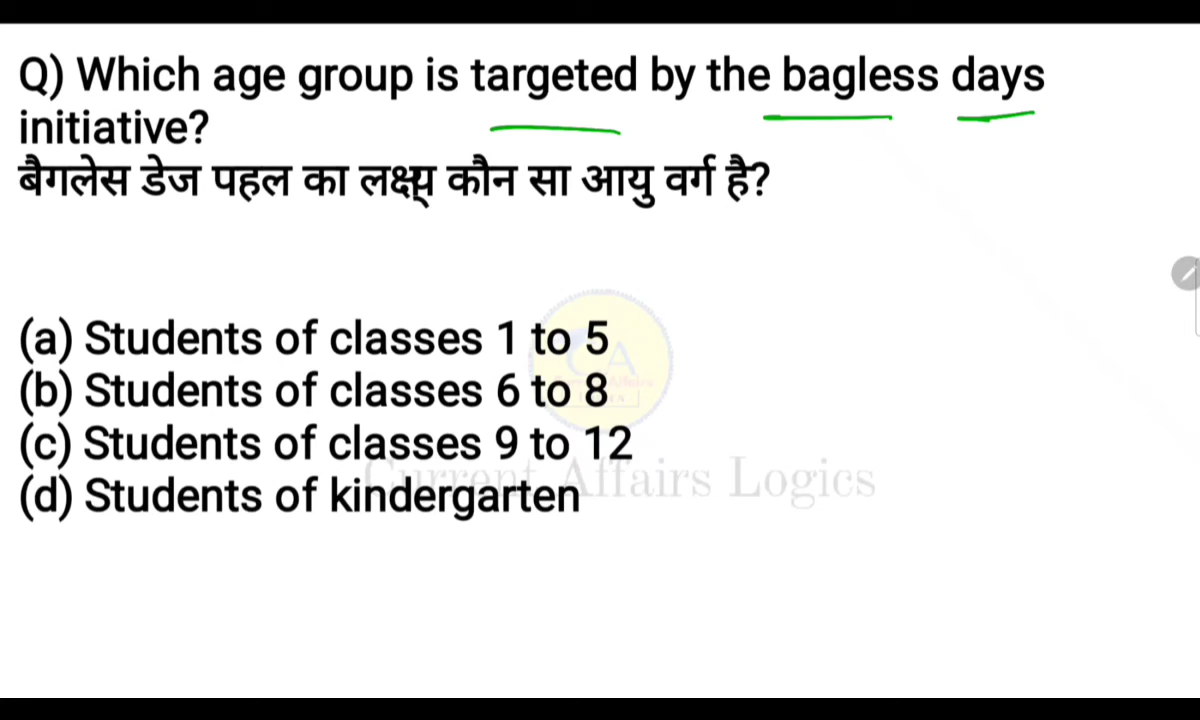 Q) Which age group is targeted by the bagless days
initiative?
बैगलेस डेज पहल का लक्ष्य् कौन सा आयु वर्ग है?
(a) Students of classes 1 to 5
(b) Students of classes 6 to 8
(c) Students of classes 9 to 12
(d) Students of kindergarten
CA
Current Affairs Logics